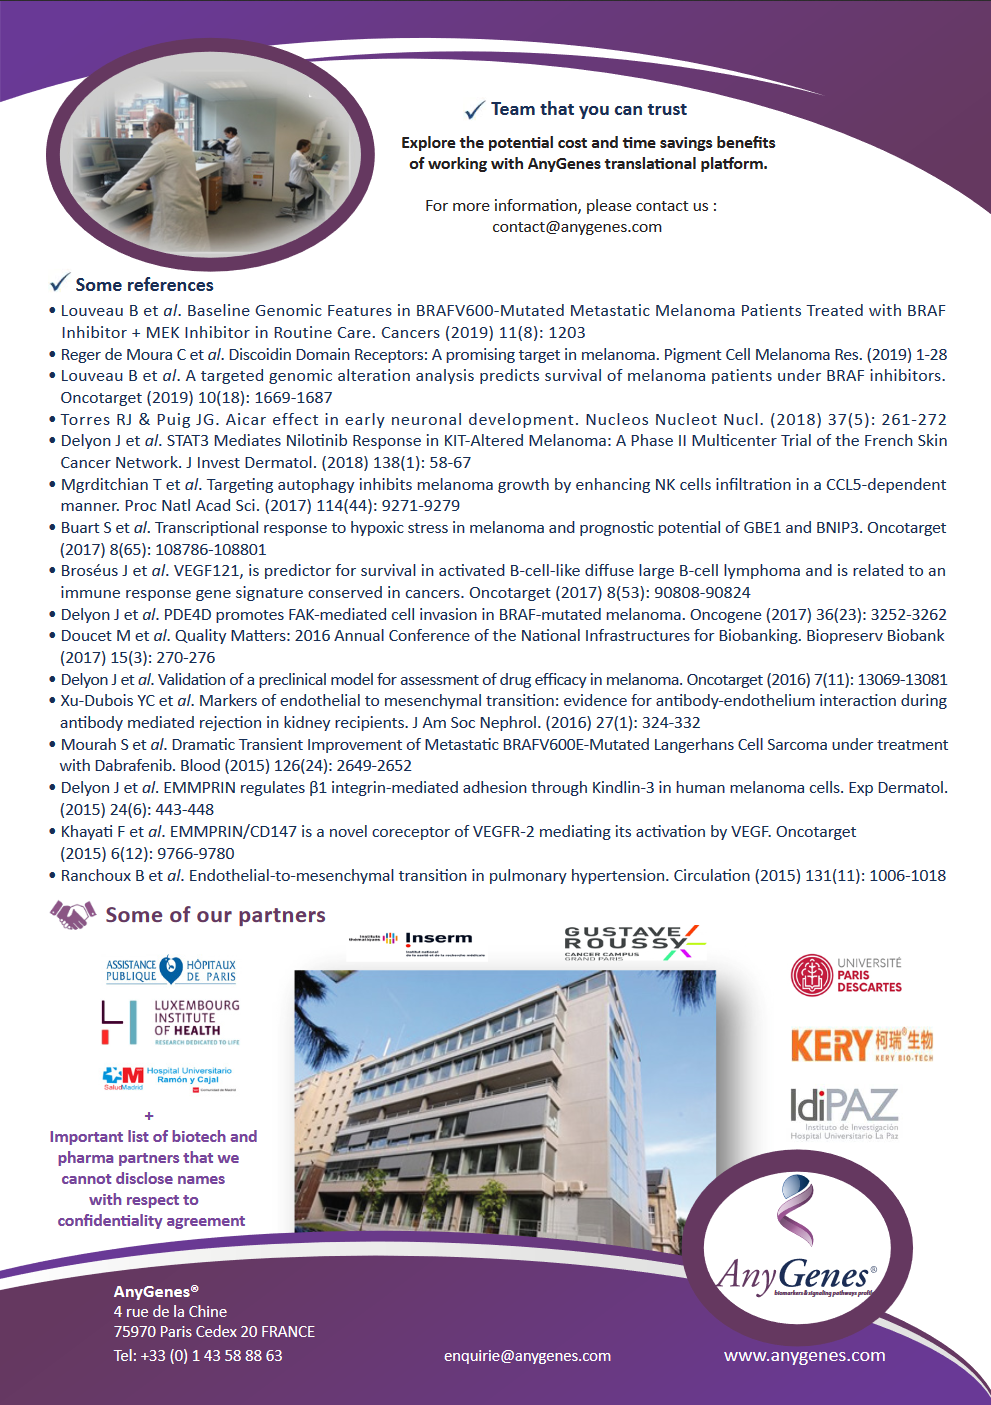 Team that you can trust
Explore the potential cost and time savings benefits
of working with AnyGenes translational platform.
For more information, please contact us :
contact@anygenes.com
Some references
• Louveau B et al. Baseline Genomic Features in BRAFV600-Mutated Metastatic Melanoma Patients Treated with BRAF
Inhibitor + MEK Inhibitor in Routine Care. Cancers (2019) 11(8): 1203
• Reger de Moura C et al. Discoidin Domain Receptors: A promising target in melanoma. Pigment Cell Melanoma Res. (2019) 1-28
• Louveau B et al. A targeted genomic alteration analysis predicts survival of melanoma patients under BRAF inhibitors.
Oncotarget (2019) 10(18): 1669-1687
• Torres RJ & Puig JG. Aicar effect in early neuronal development. Nucleos Nucleot Nucl. (2018) 37(5): 261-272
• Delyon J et al. STAT3 Mediates Nilotinib Response in KIT-Altered Melanoma: A Phase II Multicenter Trial of the French Skin
Cancer Network. J Invest Dermatol. (2018) 138(1): 58-67
• Mgrditchian T et al. Targeting autophagy inhibits melanoma growth by enhancing NK cells infiltration in a CCL5-dependent
manner. Proc Natl Acad Sci. (2017) 114(44): 9271-9279
• Buart S et al. Transcriptional response to hypoxic stress in melanoma and prognostic potential of GBE1 and BNIP3. Oncotarget
(2017) 8(65): 108786-108801
• Broséus J et al. VEGF121, is predictor for survival in activated B-cell-like diffuse large B-cell lymphoma and is related to an
immune response gene signature conserved in cancers. Oncotarget (2017) 8(53): 90808-90824
• Delyon J et al. PDE4D promotes FAK-mediated cell invasion in BRAF-mutated melanoma. Oncogene (2017) 36(23): 3252-3262
• Doucet M et al. Quality Matters: 2016 Annual Conference of the National Infrastructures for Biobanking. Biopreserv Biobank
(2017) 15(3): 270-276
• Delyon J et al. Validation of a preclinical model for assessment of drug efficacy in melanoma. Oncotarget (2016) 7(11): 13069-13081
• Xu-Dubois YC et al. Markers of endothelial to mesenchymal transition: evidence for antibody-endothelium interaction during
antibody mediated rejection in kidney recipients. J Am Soc Nephrol. (2016) 27(1): 324-332
• Mourah S et al. Dramatic Transient Improvement of Metastatic BRAFV600E-Mutated Langerhans Cell Sarcoma under treatment
with Dabrafenib. Blood (2015) 126(24): 2649-2652
• Delyon J et al. EMMPRIN regulates β1 integrin-mediated adhesion through Kindlin-3 in human melanoma cells. Exp Dermatol.
(2015) 24(6): 443-448
• Khayati F et al. EMMPRIN/CD147 is a novel coreceptor of VEGFR-2 mediating its activation by VEGF. Oncotarget
(2015) 6(12): 9766-9780
• Ranchoux B et al. Endothelial-to-mesenchymal transition in pulmonary hypertension. Circulation (2015) 131(11): 1006-1018
Some of our partners
Inserm
Institut national
de la santé et de la recherche médicale
GUSTAVE
ROUSSY
CANCER CAMPUS
GRAND PARIS
ASSISTANCE
PUBLIQUE
HÔPITAUX
DE PARIS
LUXEMBOURG
INSTITUTE
OF HEALTH
RESEARCH DEDICATED TO LIFE
SaludMadrid
Hospital Universitario
Ramón y Cajal
Comunidad de Madrid
UNIVERSITÉ
PARIS
DESCARTES
KERY 柯瑞®生物
KERY BIO-TECH
IdiPAZ
Instituto de Investigación
Hospital Universitario La Paz
+
Important list of biotech and
pharma partners that we
cannot disclose names
with respect to
confidentiality agreement
AnyGenes®
biomarkers & signaling pathways profil
AnyGenes®
4 rue de la Chine
75970 Paris Cedex 20 FRANCE
Tel: +33 (0) 1 43 58 88 63
enquirie@anygenes.com
www.anygenes.com